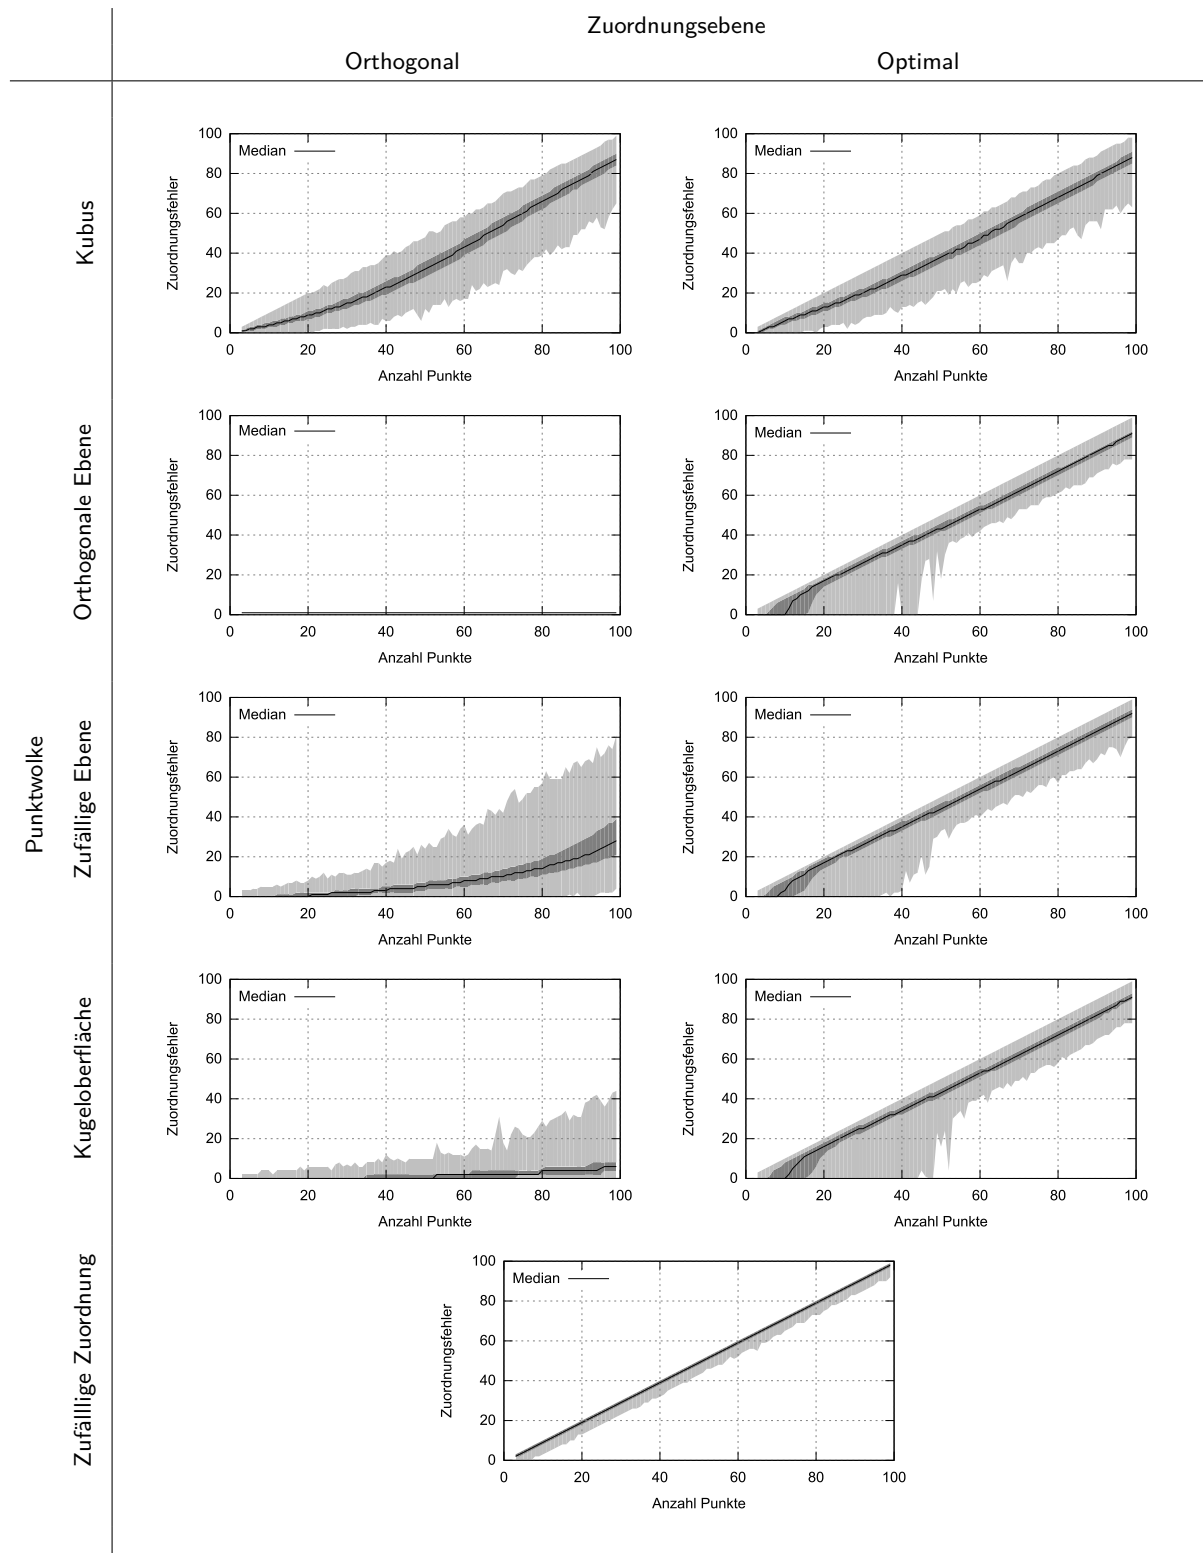 Zuordnungsebene
Orthogonal Optimal
Punktwolke
Kubus
100
80
60
40
20
0
0 20 40 60 80 100
Zuordnungsfehler
Anzahl Punkte
Median
100
80
60
40
20
0
0 20 40 60 80 100
Zuordnungsfehler
Anzahl Punkte
Median
Orthogonale Ebene
100
80
60
40
20
0
0 20 40 60 80 100
Zuordnungsfehler
Anzahl Punkte
Median
100
80
60
40
20
0
0 20 40 60 80 100
Zuordnungsfehler
Anzahl Punkte
Median
Zufällige Ebene
100
80
60
40
20
0
0 20 40 60 80 100
Zuordnungsfehler
Anzahl Punkte
Median
100
80
60
40
20
0
0 20 40 60 80 100
Zuordnungsfehler
Anzahl Punkte
Median
Kugeloberfläche
100
80
60
40
20
0
0 20 40 60 80 100
Zuordnungsfehler
Anzahl Punkte
Median
100
80
60
40
20
0
0 20 40 60 80 100
Zuordnungsfehler
Anzahl Punkte
Median
Zufälllige Zuordnung
100
80
60
40
20
0
0 20 40 60 80 100
Zuordnungsfehler
Anzahl Punkte
Median